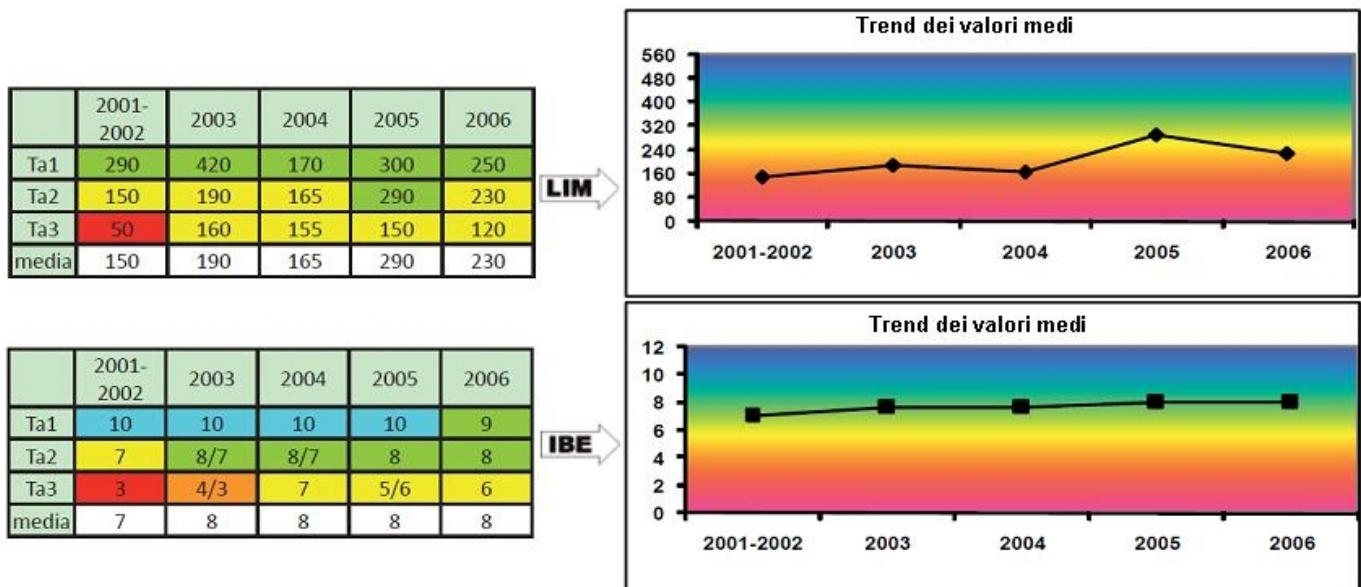 2001-
2002 2003 2004 2005 2006
Ta1 290 420 170 300 250
Ta2 150 190 165 290 230
Ta3 50 160 155 150 120
media 150 190 165 290 230
LIM
Trend dei valori medi
560
480
400
320
240
160
80
0
2001-2002 2003 2004 2005 2006
2001-
2002 2003 2004 2005 2006
Ta1 10 10 10 10 9
Ta2 7 8/7 8/7 8 8
Ta3 3 4/3 7 5/6 6
media 7 8 8 8 8
IBE
Trend dei valori medi
12
10
8
6
4
2
0
2001-2002 2003 2004 2005 2006